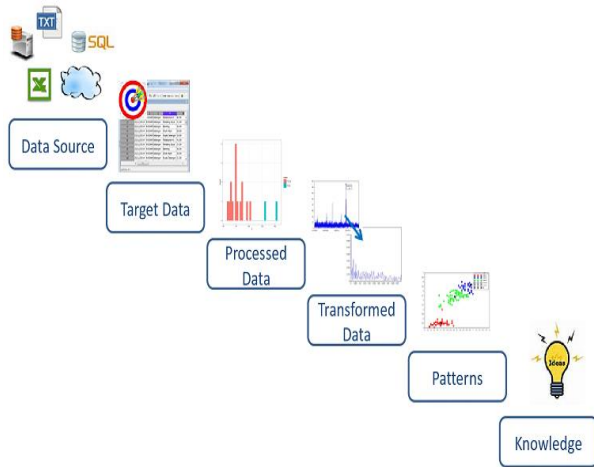 TXT
SQL
Data Source
Target Data
Processed
Data
Transformed
Data
Patterns
Ideas
Knowledge